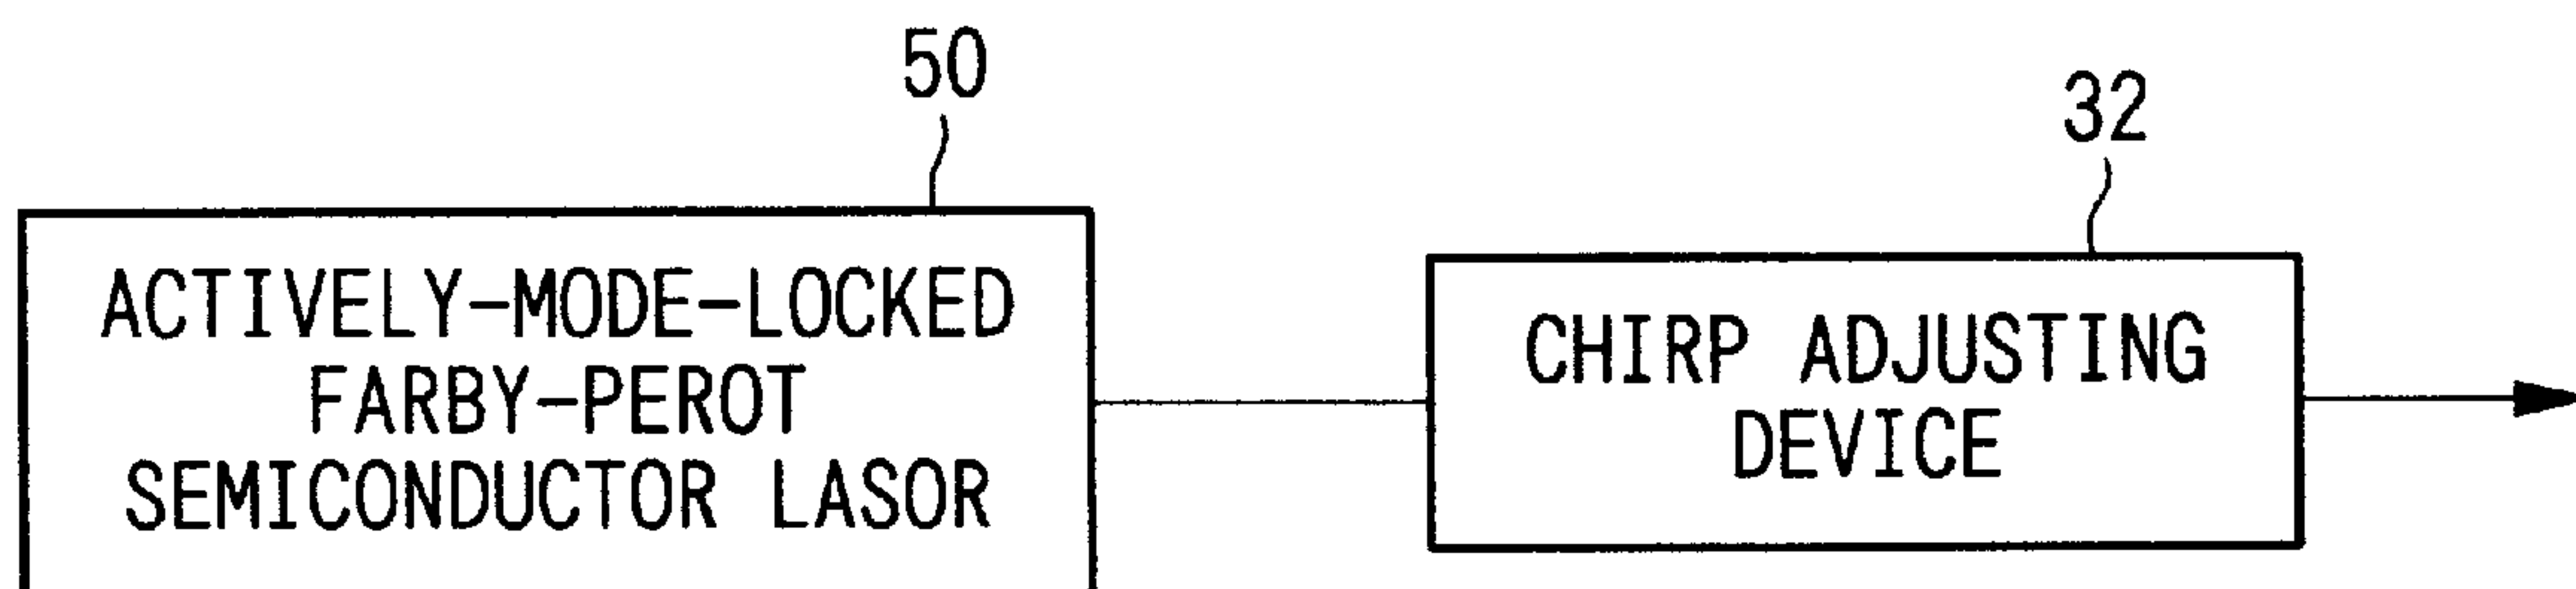 50
32
ACTIVELY-MODE-LOCKED
FARBY-PEROT
SEMICONDUCTOR LASOR
CHIRP ADJUSTING
DEVICE